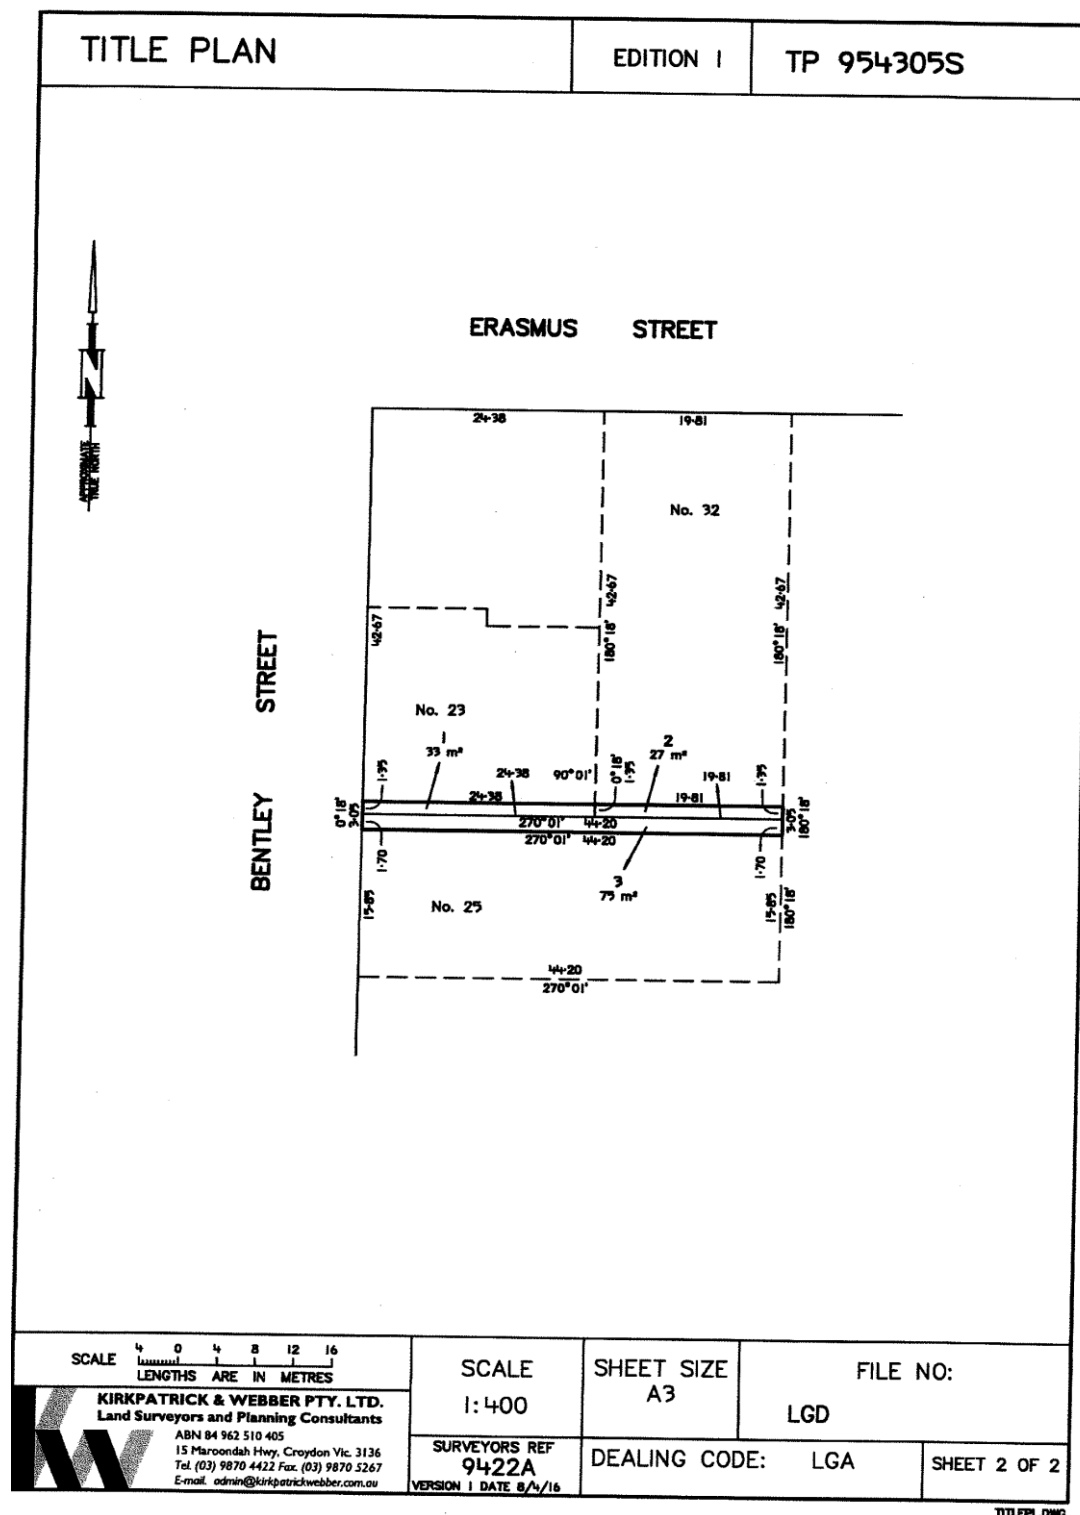 TITLE PLAN
EDITION 1
TP 954305S
ERASMUS STREET
24·38
19·81
No. 32
APPROXIMATE
TRUE NORTH
42·67
180°18'
42·67
180°18'
42·67
BENTLEY STREET
No. 23
1
33 m²
2
27 m²
1·35
24·38
90°01'
0°18'
1·35
19·81
1·35
24·38
19·81
0°18'
3·05
270°01' 44·20
270°01' 44·20
3·05
180°18'
1·70
1·70
3
75 m²
15·85
No. 25
15·85
180°18'
44·20
270°01'
SCALE
4 0 4 8 12 16
LENGTHS ARE IN METRES
SCALE
1:400
SHEET SIZE
A3
FILE NO:
LGD
KIRKPATRICK & WEBBER PTY. LTD.
Land Surveyors and Planning Consultants
ABN 84 962 510 405
15 Maroondah Hwy, Croydon Vic. 3136
Tel. (03) 9870 4422 Fax. (03) 9870 5267
E-mail. admin@kirkpatrickwebber.com.au
SURVEYORS REF
9422A
VERSION 1 DATE 8/4/16
DEALING CODE: LGA
SHEET 2 OF 2
TITLEPL.DWG